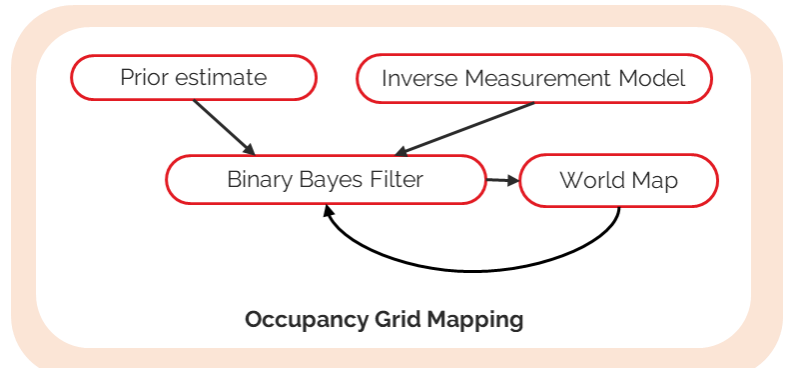 Prior estimate
Inverse Measurement Model
Binary Bayes Filter
World Map
Occupancy Grid Mapping